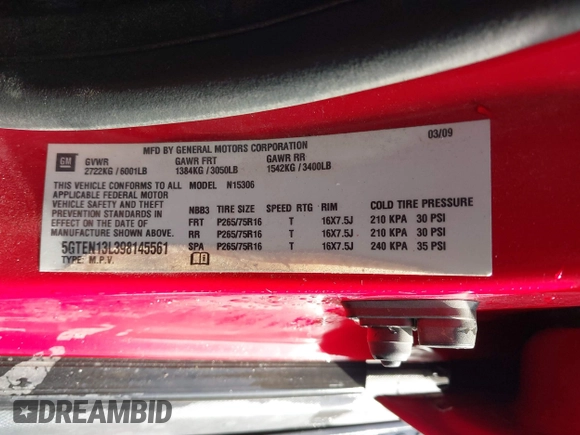 MFD BY GENERAL MOTORS CORPORATION 03/09
GM GVWR GAWR FRT GAWR RR
2722KG / 6001LB 1384KG / 3050LB 1542KG / 3400LB
THIS VEHICLE CONFORMS TO ALL MODEL N15306
APPLICABLE FEDERAL MOTOR
VEHICLE SAFETY AND BUMPER
STANDARDS IN EFFECT ON THE DATE OF
MANUFACTURE SHOWN ABOVE.
5GTEN13L398145561
TYPE: M.P.V.
NBB3 TIRE SIZE SPEED RTG RIM COLD TIRE PRESSURE
FRT P265/75R16 T 16X7.5J 210 KPA 30 PSI
RR P265/75R16 T 16X7.5J 210 KPA 30 PSI
SPA P265/75R16 T 16X7.5J 240 KPA 35 PSI
DREAMBID